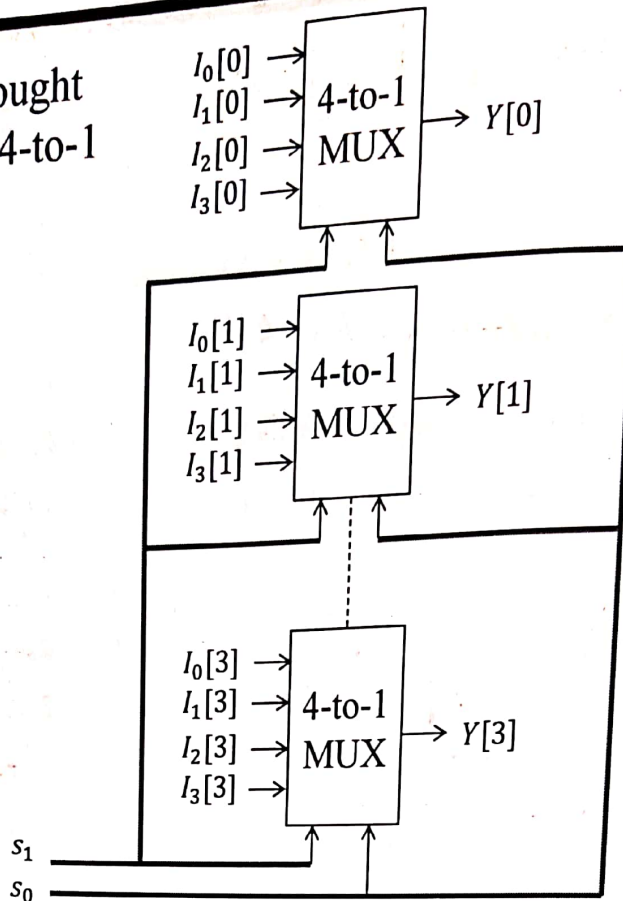 4-to-1
I₀[0]
I₁[0]
I₂[0]
I₃[0]
4-to-1
MUX
Y[0]
I₀[1]
I₁[1]
I₂[1]
I₃[1]
4-to-1
MUX
Y[1]
I₀[3]
I₁[3]
I₂[3]
I₃[3]
4-to-1
MUX
Y[3]
s₁
s₀